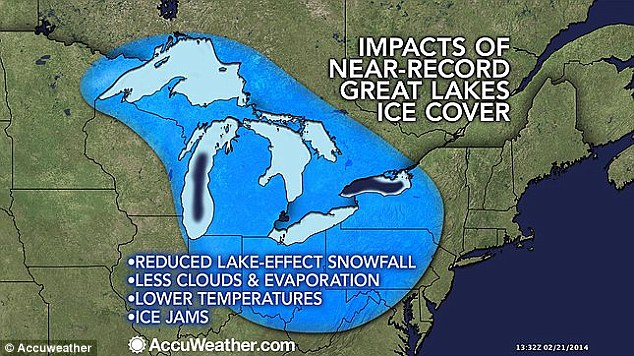 IMPACTS OF
NEAR-RECORD
GREAT LAKES
ICE COVER
•REDUCED LAKE-EFFECT SNOWFALL
•LESS CLOUDS & EVAPORATION
•LOWER TEMPERATURES
•ICE JAMS
© Accuweather
AccuWeather.com
13:32Z 02/21/2014